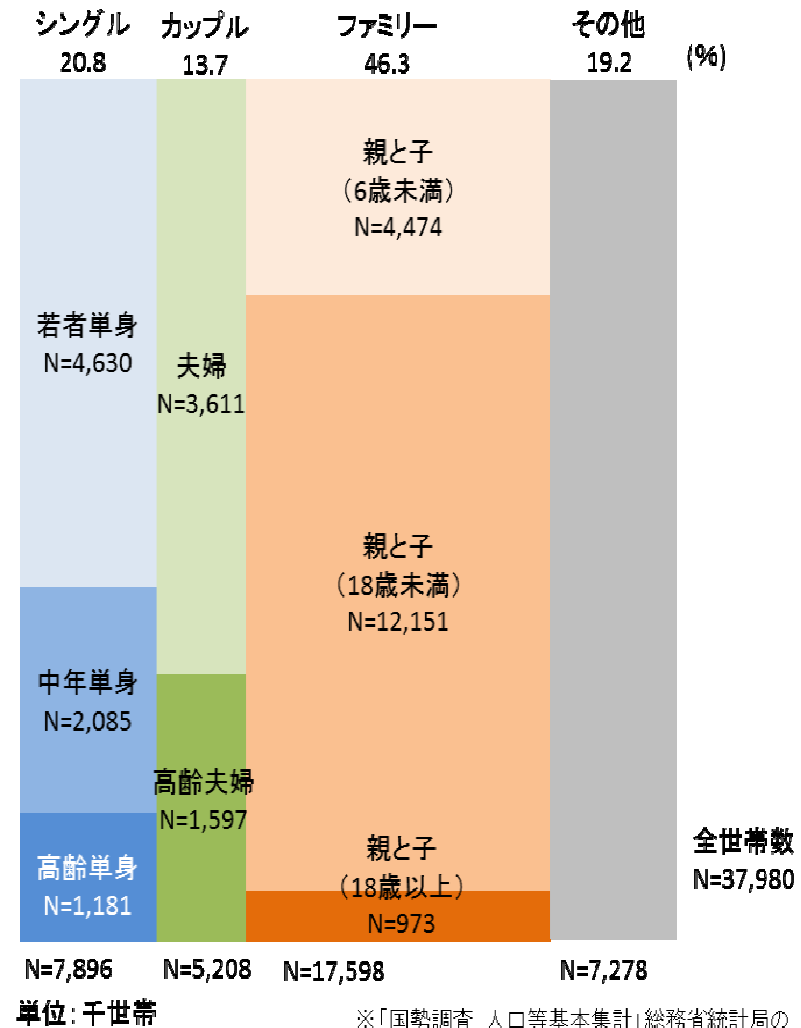 シングル カップル ファミリー その他
20.8 13.7 46.3 19.2 (%)
親と子
（6歳未満）
N=4,474
若者単身
N=4,630
夫婦
N=3,611
親と子
（18歳未満）
N=12,151
中年単身
N=2,085
高齢夫婦
N=1,597
親と子
（18歳以上）
N=973
高齢単身
N=1,181
全世帯数
N=37,980
N=7,896 N=5,208 N=17,598 N=7,278
単位：千世帯
※「国勢調査 人口等基本集計」総務省統計局の